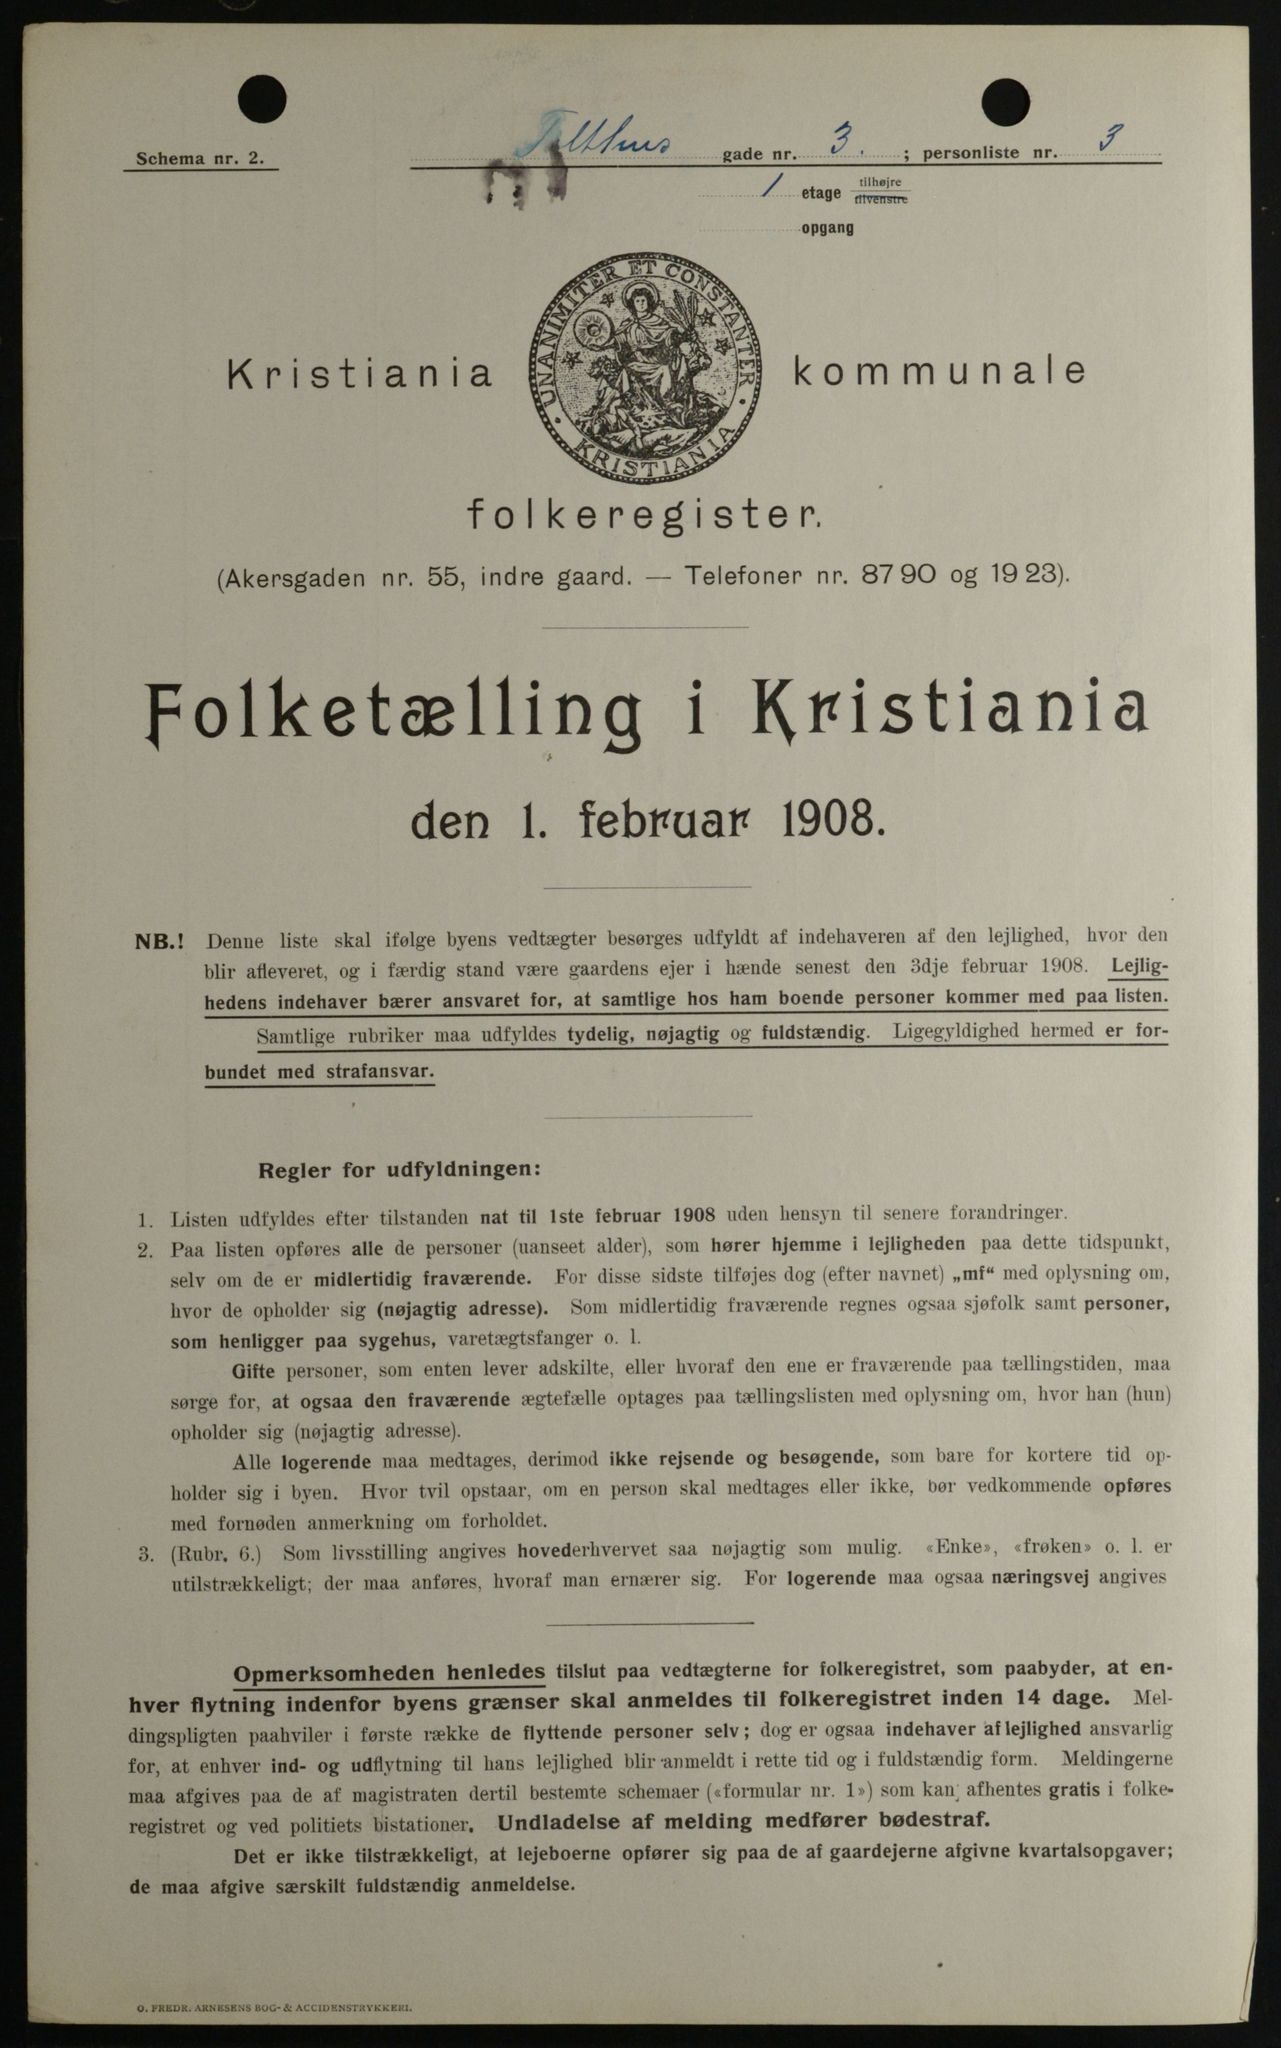 Schema nr. 2.
Felthus gade nr. 3. ; personliste nr. 3
1 etage tilhøjre
tilvenstre
opgang
UNANIMITER ET CONSTANTER
KRISTIANIA
Kristiania kommunale
folkeregister.
(Akersgaden nr. 55, indre gaard. — Telefoner nr. 87 90 og 19 23).
Folketælling i Kristiania
den 1. februar 1908.
NB.! Denne liste skal ifølge byens vedtægter besørges udfyldt af indehaveren af den lejlighed, hvor den
blir afleveret, og i færdig stand være gaardens ejer i hænde senest den 3dje februar 1908. Lejlig-
hedens indehaver bærer ansvaret for, at samtlige hos ham boende personer kommer med paa listen.
Samtlige rubriker maa udfyldes tydelig, nøjagtig og fuldstændig. Ligegyldighed hermed er for-
bundet med strafansvar.
Regler for udfyldningen:
1. Listen udfyldes efter tilstanden nat til 1ste februar 1908 uden hensyn til senere forandringer.
2. Paa listen opføres alle de personer (uanseet alder), som hører hjemme i lejligheden paa dette tidspunkt,
selv om de er midlertidig fraværende. For disse sidste tilføjes dog (efter navnet) „mf“ med oplysning om,
hvor de opholder sig (nøjagtig adresse). Som midlertidig fraværende regnes ogsaa sjøfolk samt personer,
som henligger paa sygehus, varetægtsfanger o. l.
Gifte personer, som enten lever adskilte, eller hvoraf den ene er fraværende paa tællingstiden, maa
sørge for, at ogsaa den fraværende ægtefælle optages paa tællingslisten med oplysning om, hvor han (hun)
opholder sig (nøjagtig adresse).
Alle logerende maa medtages, derimod ikke rejsende og besøgende, som bare for kortere tid op-
holder sig i byen. Hvor tvil opstaar, om en person skal medtages eller ikke, bør vedkommende opføres
med fornøden anmerkning om forholdet.
3. (Rubr. 6.) Som livsstilling angives hovederhvervet saa nøjagtig som mulig. «Enke», «frøken» o. l. er
utilstrækkeligt; der maa anføres, hvoraf man ernærer sig. For logerende maa ogsaa næringsvej angives
Opmerksomheden henledes tilslut paa vedtægterne for folkeregistret, som paabyder, at en-
hver flytning indenfor byens grænser skal anmeldes til folkeregistret inden 14 dage. Mel-
dingspligten paahviler i første række de flyttende personer selv; dog er ogsaa indehaver af lejlighed ansvarlig
for, at enhver ind- og udflytning til hans lejlighed blir anmeldt i rette tid og i fuldstændig form. Meldingerne
maa afgives paa de af magistraten dertil bestemte schemaer («formular nr. 1») som kan afhentes gratis i folke-
registret og ved politiets bistationer. Undladelse af melding medfører bødestraf.
Det er ikke tilstrækkeligt, at lejeboerne opfører sig paa de af gaardejerne afgivne kvartalsopgaver;
de maa afgive særskilt fuldstændig anmeldelse.
O. FREDR. ARNESENS BOG- & ACCIDENSTRYKKERI.